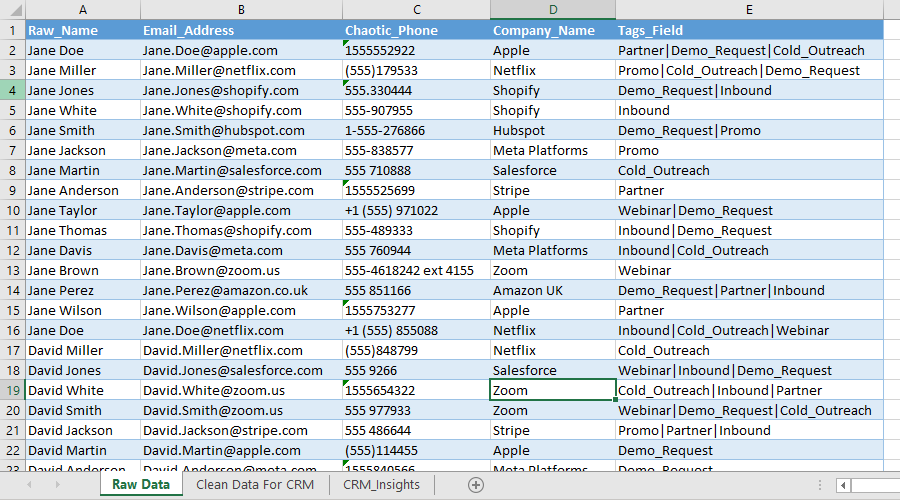 A B C D E
1 Raw_Name Email_Address Chaotic_Phone Company_Name Tags_Field
2 Jane Doe Jane.Doe@apple.com 1555552922 Apple Partner|Demo_Request|Cold_Outreach
3 Jane Miller Jane.Miller@netflix.com (555)179533 Netflix Promo|Cold_Outreach|Demo_Request
4 Jane Jones Jane.Jones@shopify.com 555.330444 Shopify Demo_Request|Inbound
5 Jane White Jane.White@shopify.com 555-907955 Shopify Inbound
6 Jane Smith Jane.Smith@hubspot.com 1-555-276866 Hubspot Demo_Request|Promo
7 Jane Jackson Jane.Jackson@meta.com 555-838577 Meta Platforms Promo
8 Jane Martin Jane.Martin@salesforce.com 555 710888 Salesforce Cold_Outreach
9 Jane Anderson Jane.Anderson@stripe.com 1555525699 Stripe Partner
10 Jane Taylor Jane.Taylor@apple.com +1 (555) 971022 Apple Webinar|Demo_Request
11 Jane Thomas Jane.Thomas@shopify.com 555-489333 Shopify Inbound|Demo_Request
12 Jane Davis Jane.Davis@meta.com 555 760944 Meta Platforms Inbound|Cold_Outreach
13 Jane Brown Jane.Brown@zoom.us 555-4618242 ext 4155 Zoom Webinar
14 Jane Perez Jane.Perez@amazon.co.uk 555 851166 Amazon UK Demo_Request|Partner|Inbound
15 Jane Wilson Jane.Wilson@apple.com 1555753277 Apple Partner
16 Jane Doe Jane.Doe@netflix.com +1 (555) 855088 Netflix Inbound|Cold_Outreach|Webinar
17 David Miller David.Miller@netflix.com (555)848799 Netflix Cold_Outreach
18 David Jones David.Jones@salesforce.com 555 9266 Salesforce Webinar|Inbound|Demo_Request
19 David White David.White@zoom.us 1555654322 Zoom Cold_Outreach|Inbound|Partner
20 David Smith David.Smith@zoom.us 555 977933 Zoom Webinar|Demo_Request|Cold_Outreach
21 David Jackson David.Jackson@stripe.com 555 486644 Stripe Promo|Partner|Inbound
22 David Martin David.Martin@apple.com (555)114455 Apple Demo_Request
23 David Anderson David.Anderson@meta.com 1555840566 Meta Platforms Demo_Request
Raw Data Clean Data For CRM CRM_Insights